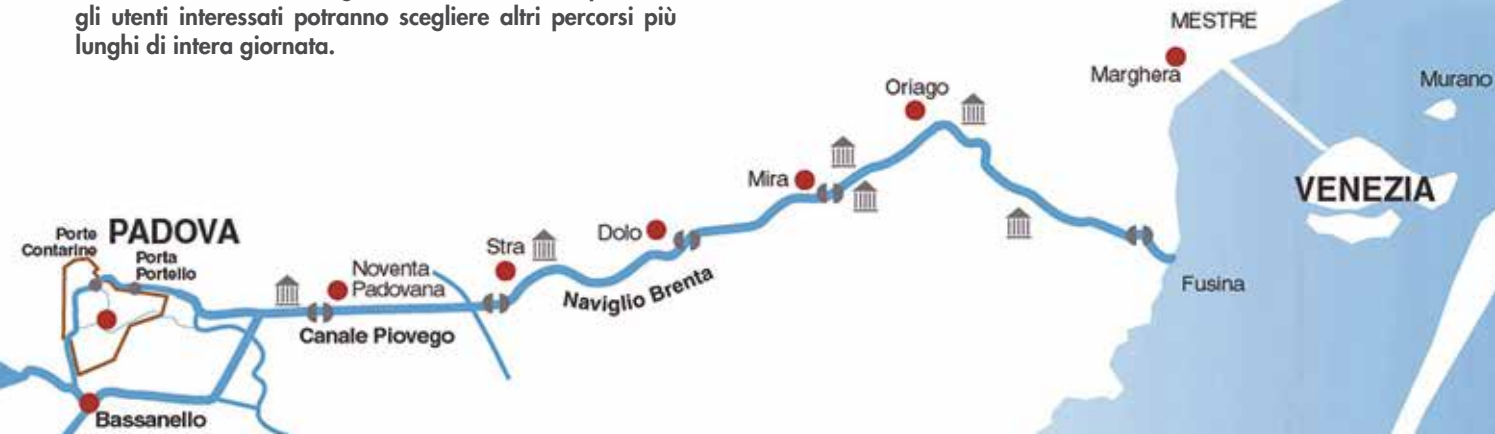 gli utenti interessati potranno scegliere altri percorsi più
lunghi di intera giornata.
MESTRE
Marghera
Murano
Oriago
VENEZIA
Mira
PADOVA
Porte
Contarine
Porta
Portello
Dolo
Stra
Noventa
Padovana
Naviglio Brenta
Fusina
Canale Piovego
Bassanello